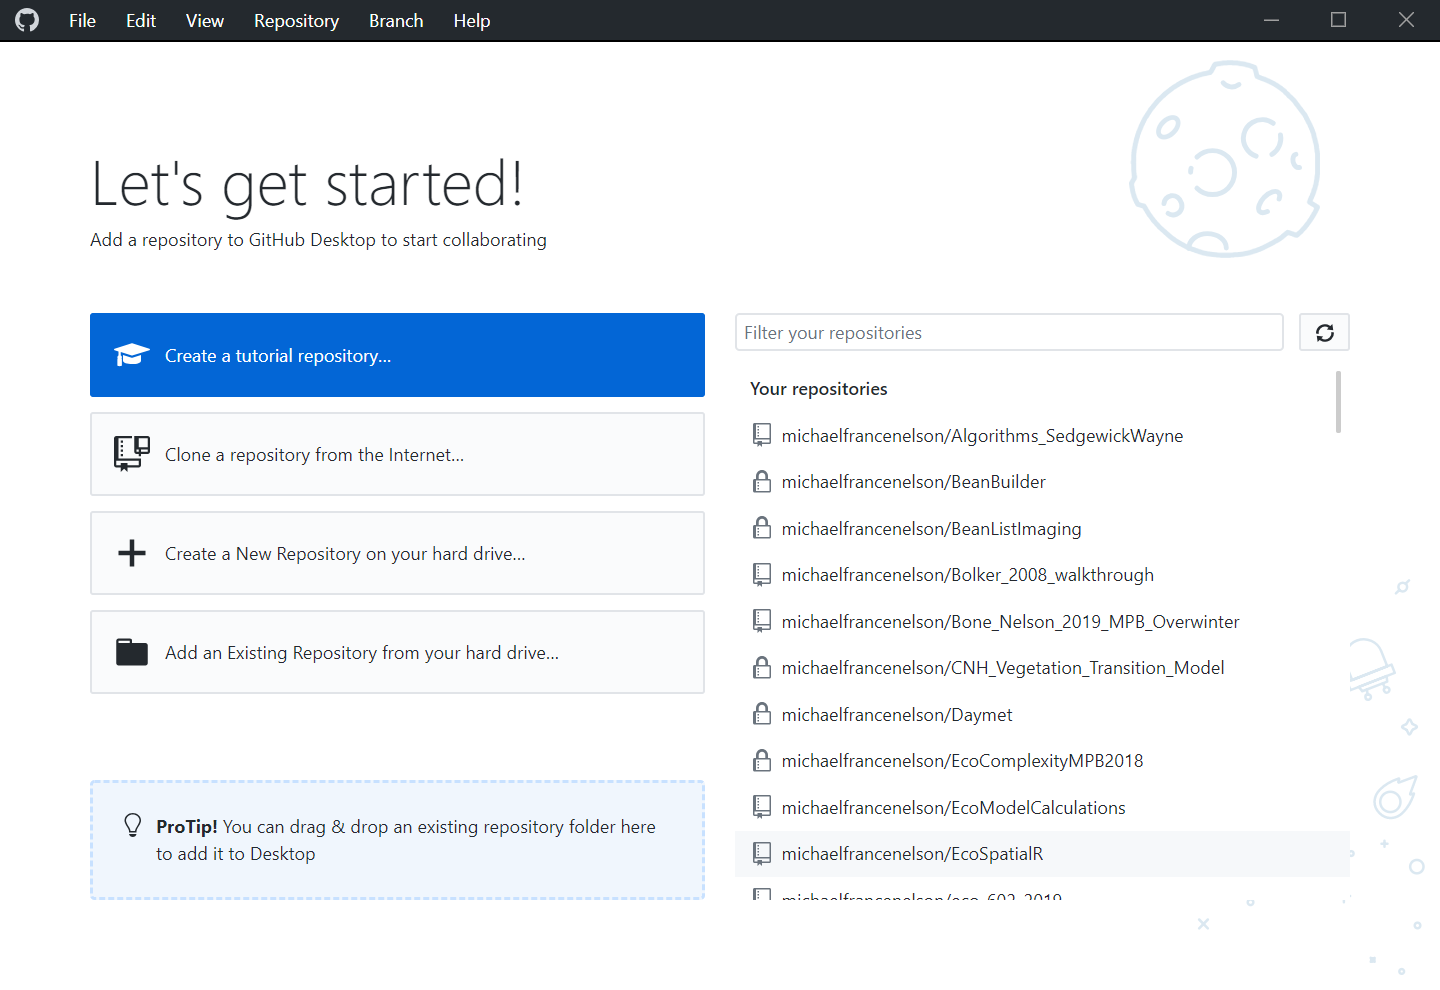 File Edit View Repository Branch Help
Let's get started!
Add a repository to GitHub Desktop to start collaborating
Create a tutorial repository...
Clone a repository from the Internet...
Create a New Repository on your hard drive...
Add an Existing Repository from your hard drive...
ProTip! You can drag & drop an existing repository folder here
to add it to Desktop
Filter your repositories
Your repositories
michaelfrancenelson/Algorithms_SedgewickWayne
michaelfrancenelson/BeanBuilder
michaelfrancenelson/BeanListImaging
michaelfrancenelson/Bolker_2008_walkthrough
michaelfrancenelson/Bone_Nelson_2019_MPB_Overwinter
michaelfrancenelson/CNH_Vegetation_Transition_Model
michaelfrancenelson/Daymet
michaelfrancenelson/EcoComplexityMPB2018
michaelfrancenelson/EcoModelCalculations
michaelfrancenelson/EcoSpatialR
michaelfrancenelson/eco_602_2019